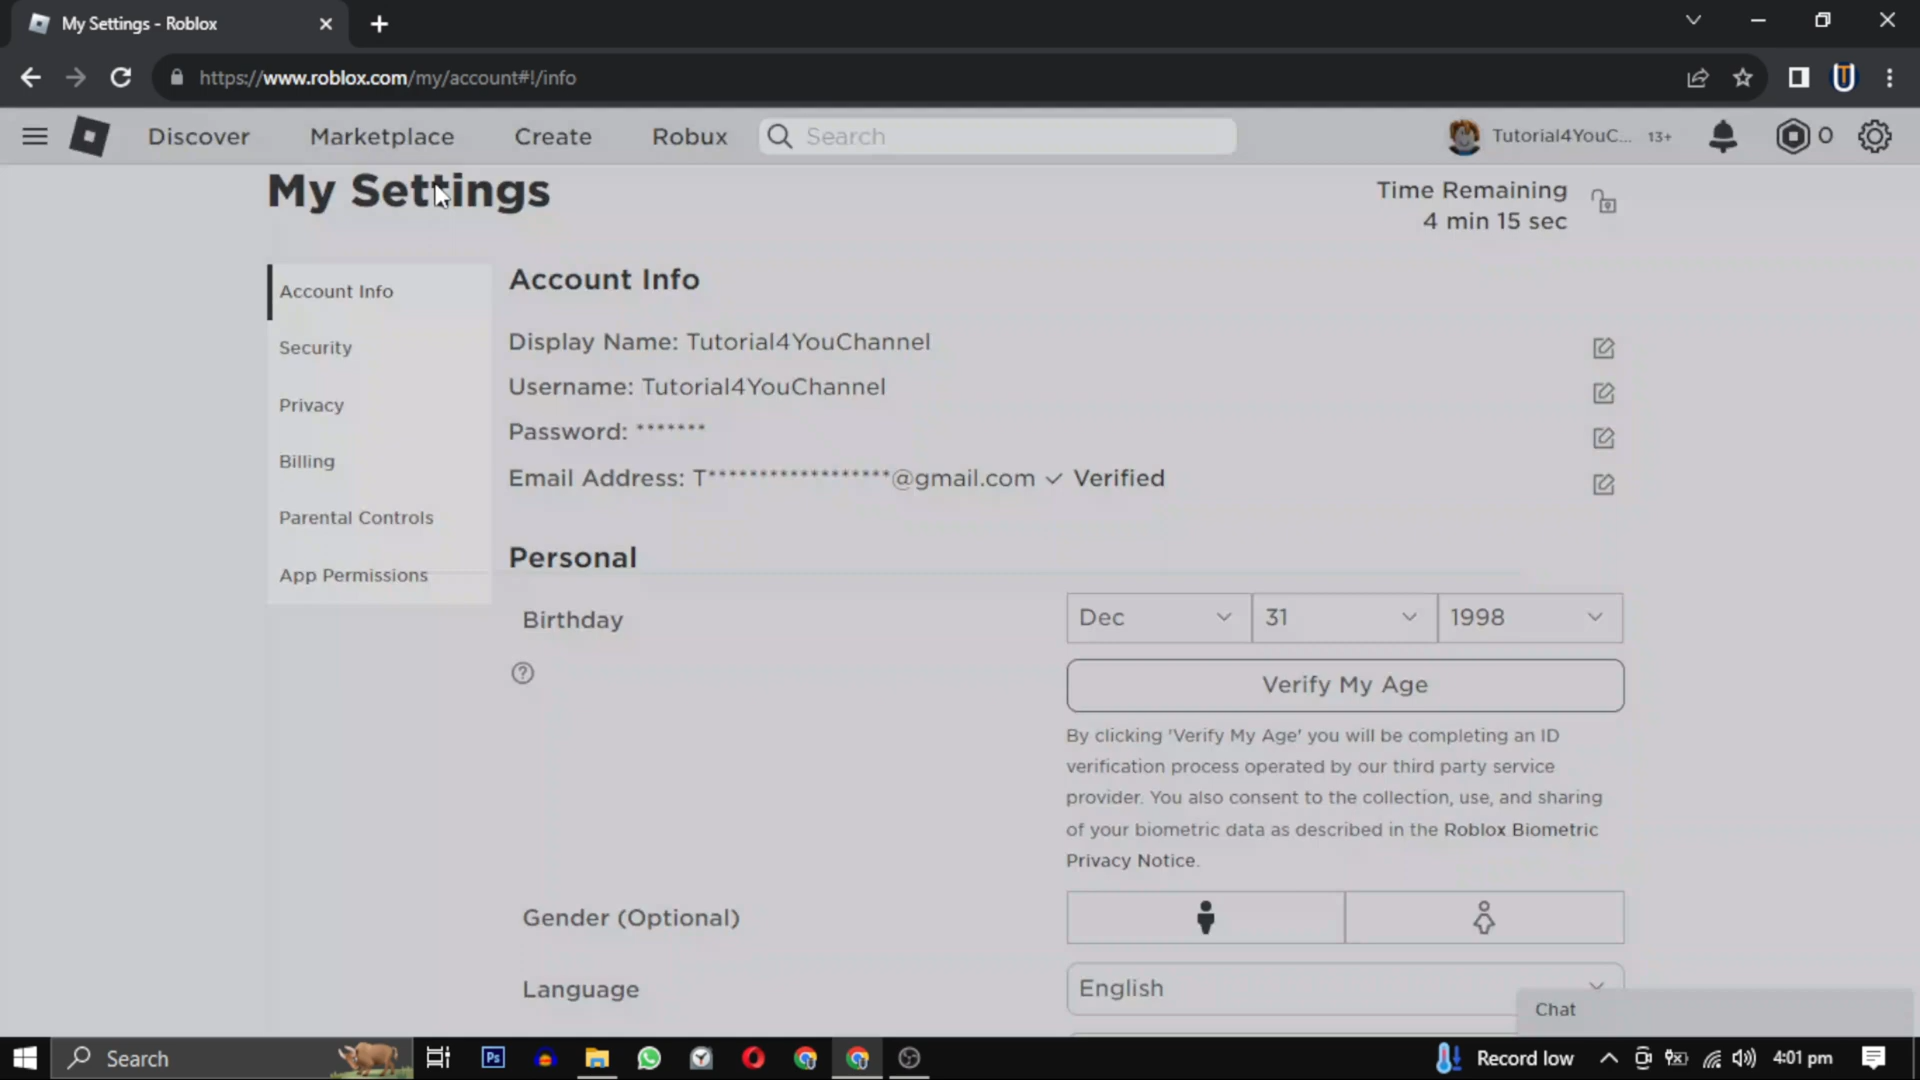 My Settings - Roblox
https://www.roblox.com/my/account#!/info
Discover Marketplace Create Robux Search Tutorial4YouC... 13+ 0
My Settings
Time Remaining
4 min 15 sec
Account Info
Security
Privacy
Billing
Parental Controls
App Permissions
Account Info
Display Name: Tutorial4YouChannel
Username: Tutorial4YouChannel
Password: *******
Email Address: T******************@gmail.com ✓ Verified
Personal
Birthday
Dec 31 1998
Verify My Age
By clicking 'Verify My Age' you will be completing an ID
verification process operated by our third party service
provider. You also consent to the collection, use, and sharing
of your biometric data as described in the Roblox Biometric
Privacy Notice.
Gender (Optional)
Language
English
Chat
Search Ps Record low 4:01 pm